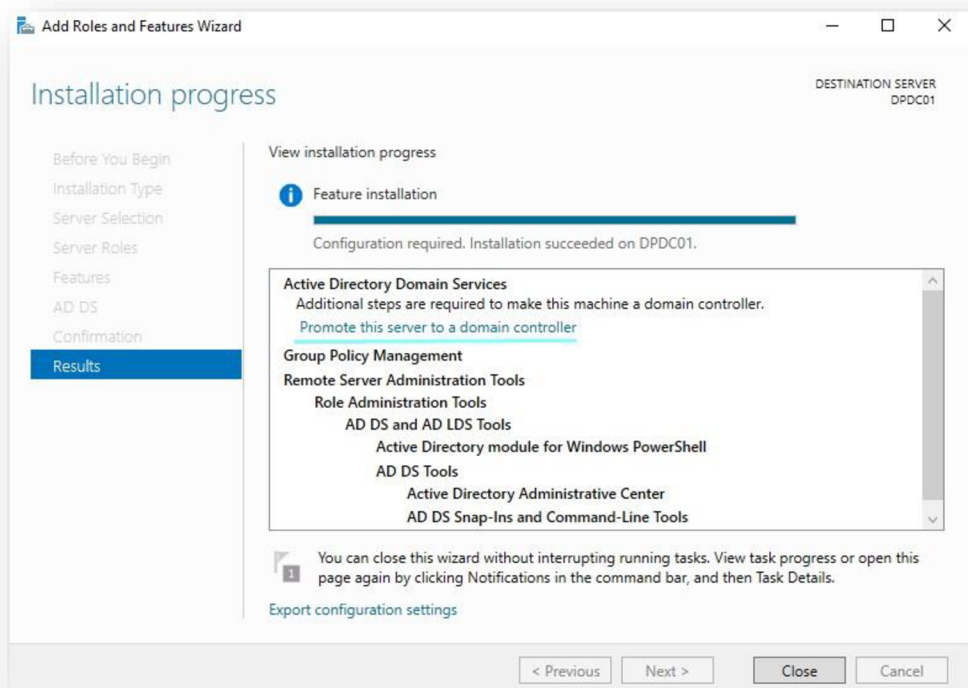 Add Roles and Features Wizard
Installation progress
DESTINATION SERVER
DPDC01
Before You Begin
Installation Type
Server Selection
Server Roles
Features
AD DS
Confirmation
Results
View installation progress
Feature installation
Configuration required. Installation succeeded on DPDC01.
Active Directory Domain Services
Additional steps are required to make this machine a domain controller.
Promote this server to a domain controller
Group Policy Management
Remote Server Administration Tools
Role Administration Tools
AD DS and AD LDS Tools
Active Directory module for Windows PowerShell
AD DS Tools
Active Directory Administrative Center
AD DS Snap-Ins and Command-Line Tools
1
You can close this wizard without interrupting running tasks. View task progress or open this
page again by clicking Notifications in the command bar, and then Task Details.
Export configuration settings
< Previous
Next >
Close
Cancel